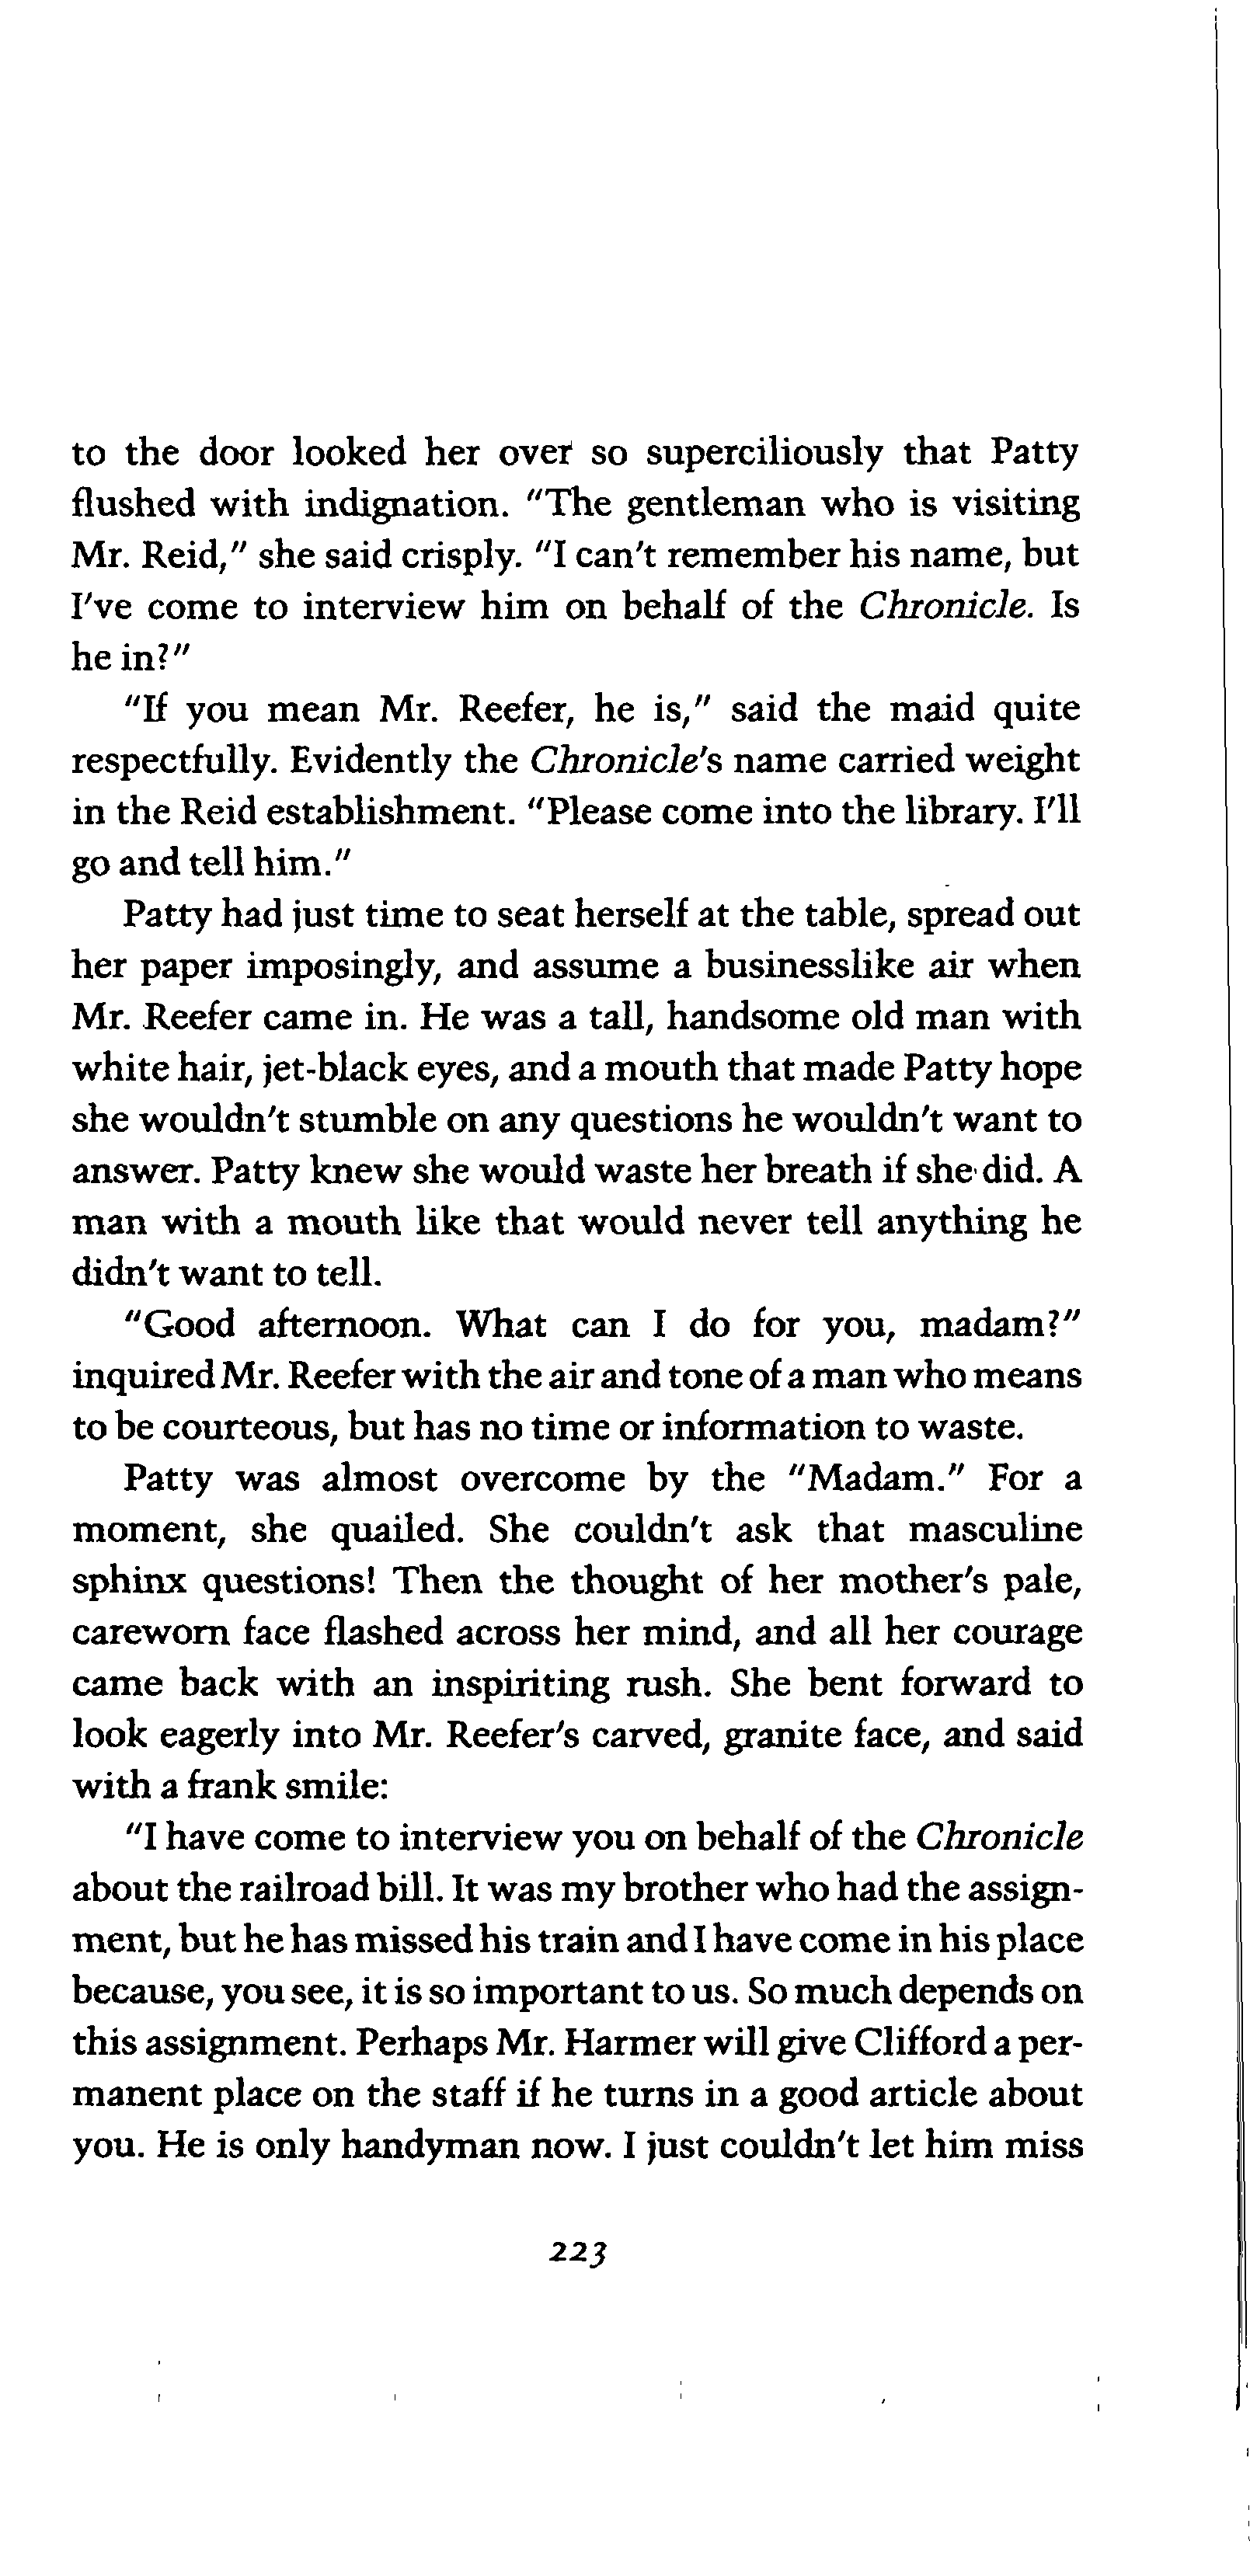 to the door looked her over so superciliously that Patty
flushed with indignation. "The gentleman who is visiting
Mr. Reid," she said crisply. "I can't remember his name, but
I've come to interview him on behalf of the Chronicle. Is
he in?"
"If you mean Mr. Reefer, he is," said the maid quite
respectfully. Evidently the Chronicle's name carried weight
in the Reid establishment. "Please come into the library. I'll
go and tell him."
Patty had just time to seat herself at the table, spread out
her paper imposingly, and assume a businesslike air when
Mr. Reefer came in. He was a tall, handsome old man with
white hair, jet-black eyes, and a mouth that made Patty hope
she wouldn't stumble on any questions he wouldn't want to
answer. Patty knew she would waste her breath if she did. A
man with a mouth like that would never tell anything he
didn't want to tell.
"Good afternoon. What can I do for you, madam?"
inquired Mr. Reefer with the air and tone of a man who means
to be courteous, but has no time or information to waste.
Patty was almost overcome by the "Madam." For a
moment, she quailed. She couldn't ask that masculine
sphinx questions! Then the thought of her mother's pale,
careworn face flashed across her mind, and all her courage
came back with an inspiriting rush. She bent forward to
look eagerly into Mr. Reefer's carved, granite face, and said
with a frank smile:
"I have come to interview you on behalf of the Chronicle
about the railroad bill. It was my brother who had the assign-
ment, but he has missed his train and I have come in his place
because, you see, it is so important to us. So much depends on
this assignment. Perhaps Mr. Harmer will give Clifford a per-
manent place on the staff if he turns in a good article about
you. He is only handyman now. I just couldn't let him miss
223